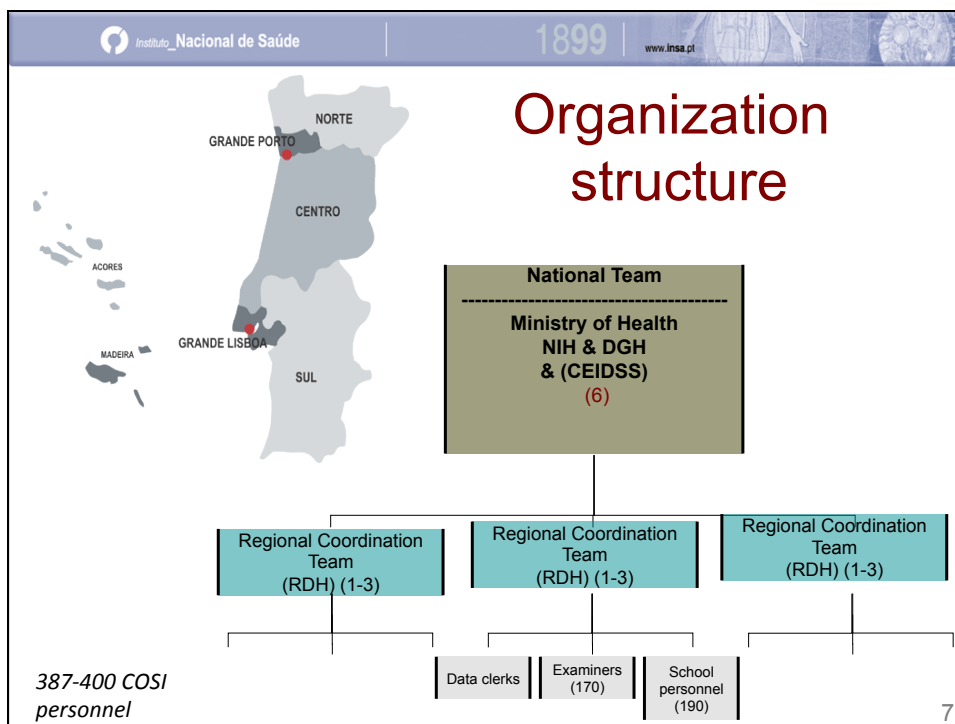 Instituto_Nacional de Saúde
1899
www.insa.pt
Organization
structure
NORTE
GRANDE PORTO
CENTRO
ACORES
GRANDE LISBOA
MADEIRA
SUL
National Team
----------------------------------------
Ministry of Health
NIH & DGH
& (CEIDSS)
(6)
Regional Coordination
Team
(RDH) (1-3)
Regional Coordination
Team
(RDH) (1-3)
Regional Coordination
Team
(RDH) (1-3)
Data clerks
Examiners
(170)
School
personnel
(190)
387-400 COSI
personnel
7